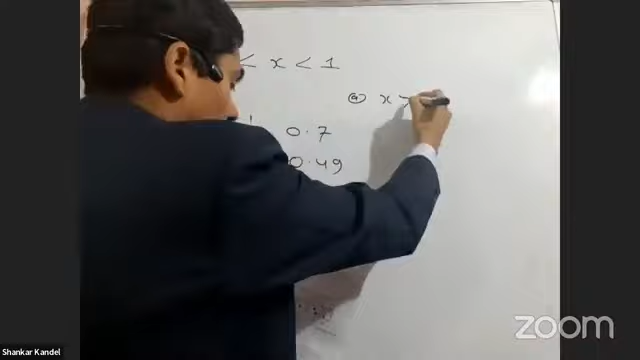 < x < 1
ⓐ x >
0.7
0.49
Shankar Kandel
zoom